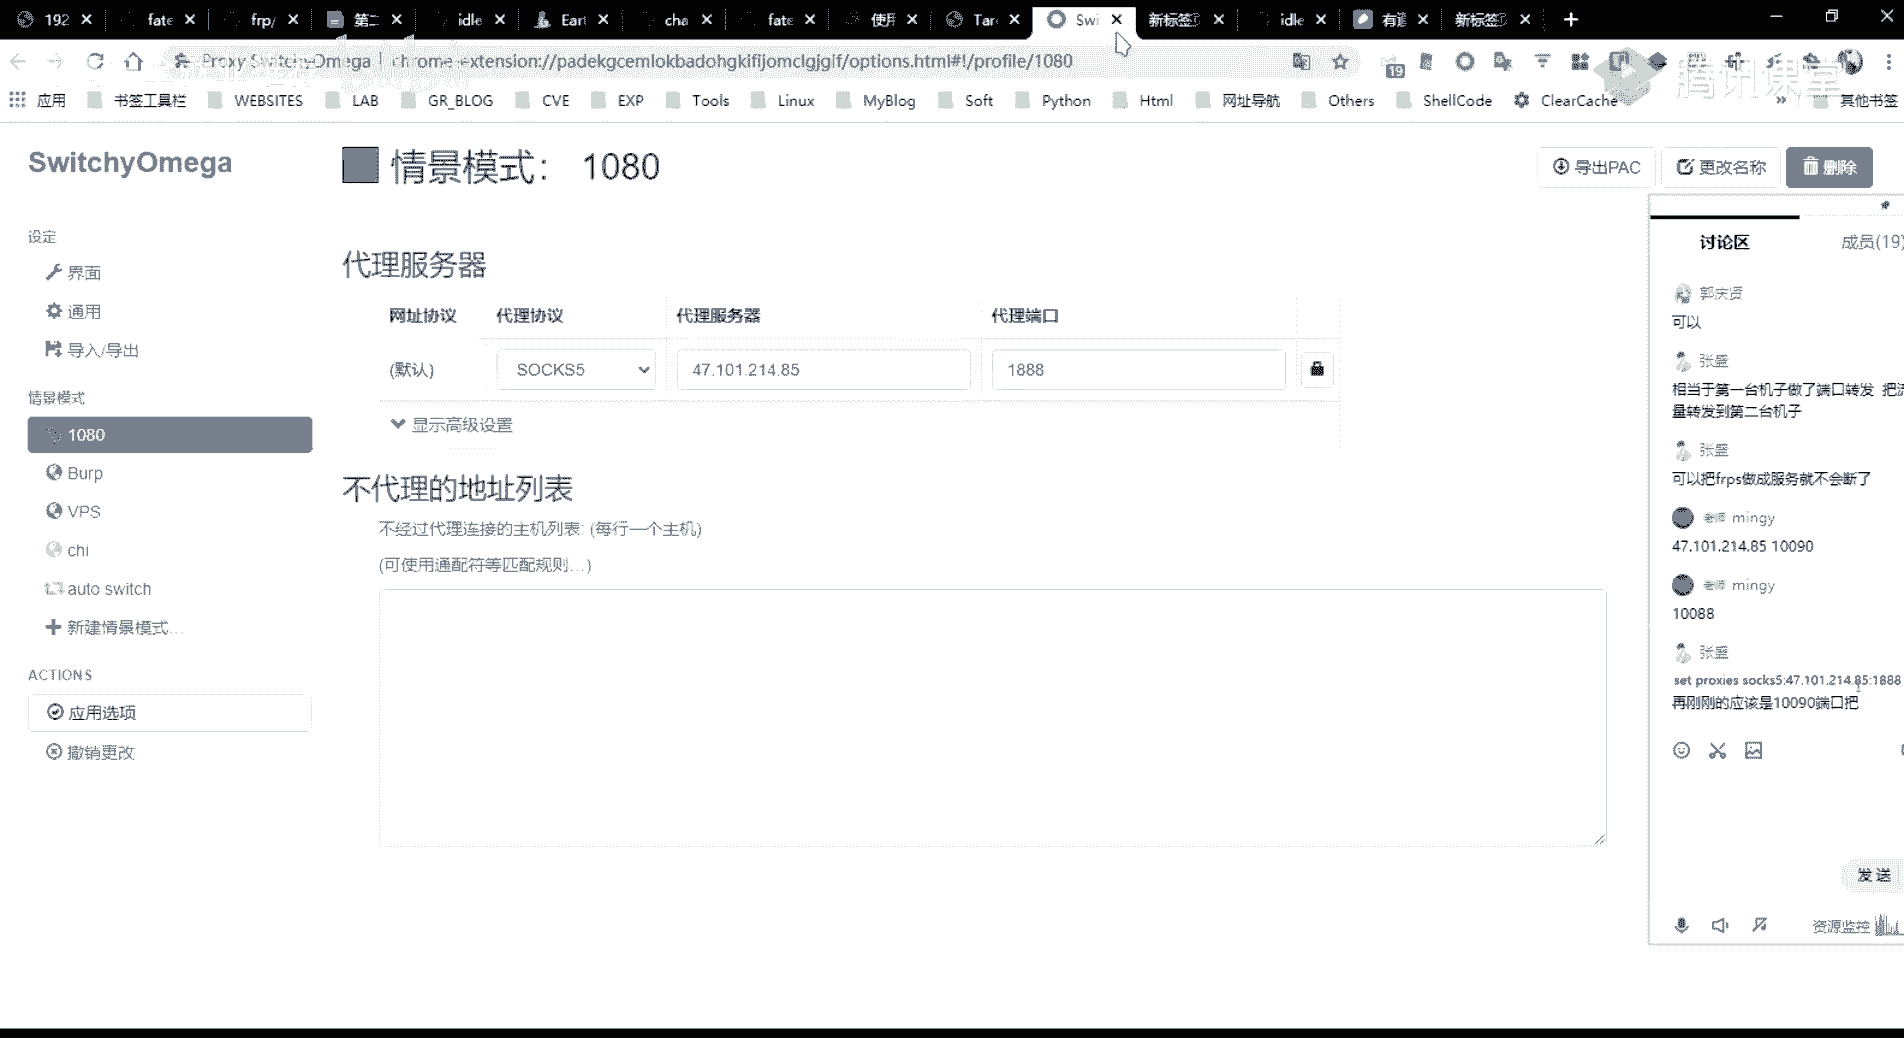 192 fate frp/ 第二 idle Eart cha fate 使用 Tar Swi 新标签页 idle 有道 新标签页
Proxy SwitchyOmega | chrome-extension://padekgcemlokbadohgkifijomclgjgif/options.html#!/profile/1080
19
应用 书签工具栏 WEBSITES LAB GR_BLOG CVE EXP Tools Linux MyBlog Soft Python Html 网址导航 Others ShellCode ClearCache » 其他书签
腾讯课堂
SwitchyOmega
设定
界面
通用
导入/导出
情景模式
1080
Burp
VPS
chi
auto switch
新建情景模式...
ACTIONS
应用选项
撤销更改
情景模式： 1080
导出PAC 更改名称 删除
代理服务器
网址协议 代理协议 代理服务器 代理端口
(默认) SOCKS5 47.101.214.85 1888
显示高级设置
不代理的地址列表
不经过代理连接的主机列表: (每行一个主机)
(可使用通配符等匹配规则...)
讨论区 成员(19)
郭庆贤
可以
张盛
相当于第一台机子做了端口转发 把流
量转发到第二台机子
张盛
可以把frps做成服务就不会断了
老师 mingy
47.101.214.85 10090
老师 mingy
10088
张盛
set proxies socks5:47.101.214.85:1888
再刚刚的应该是10090端口把
发送
资源监控